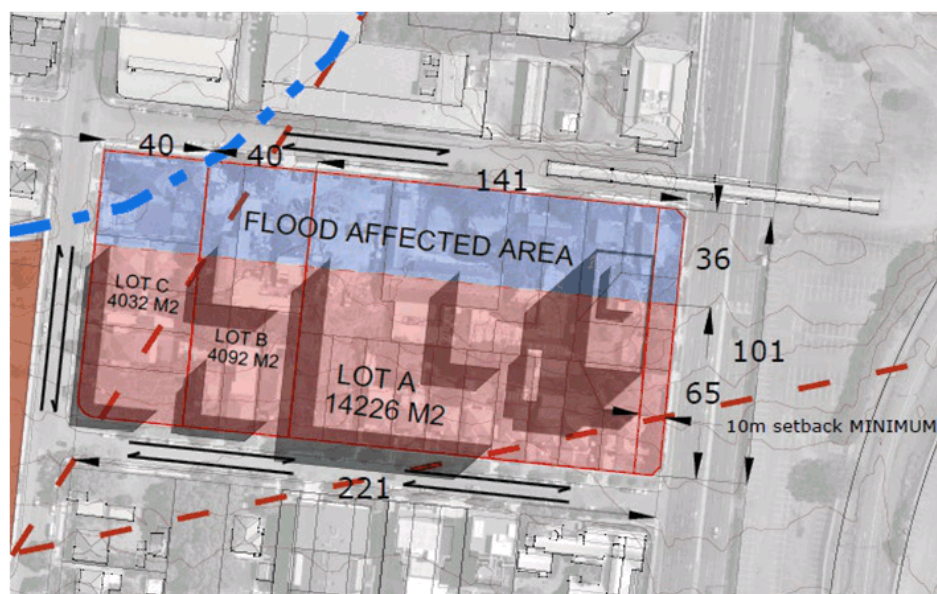 40
40
141
FLOOD AFFECTED AREA
36
LOT C
4032 M2
LOT B
4092 M2
101
LOT A
14226 M2
65
10m setback MINIMUM
221